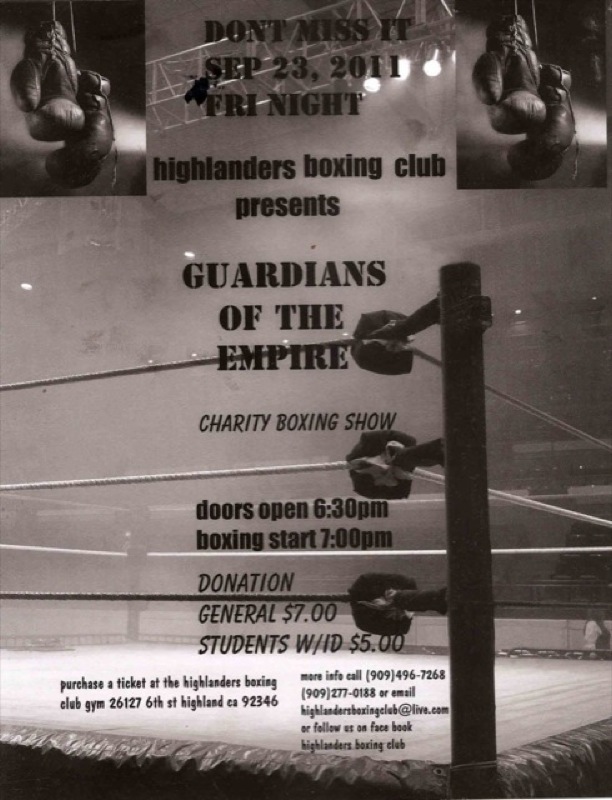 DONT MISS IT
SEP 23, 2011
FRI NIGHT
highlanders boxing club
presents
GUARDIANS
OF THE
EMPIRE
CHARITY BOXING SHOW
doors open 6:30pm
boxing start 7:00pm
DONATION
GENERAL $7.00
STUDENTS W/ID $5.00
purchase a ticket at the highlanders boxing
club gym 26127 6th st highland ca 92346
more info call (909)496-7268
(909)277-0188 or email
highlandersboxingclub@live.com
or follow us on face book
highlanders boxing club